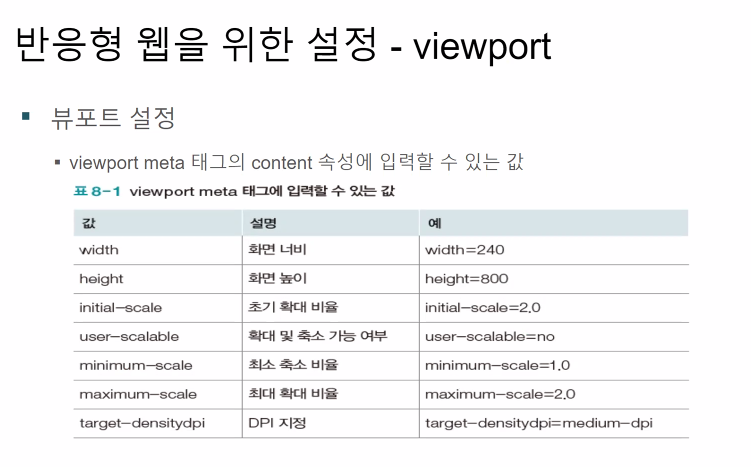 반응형 웹을 위한 설정 - viewport
뷰포트 설정
viewport meta 태그의 content 속성에 입력할 수 있는 값
표 8-1 viewport meta 태그에 입력할 수 있는 값
값 설명 예
width 화면 너비 width=240
height 화면 높이 height=800
initial-scale 초기 확대 비율 initial-scale=2.0
user-scalable 확대 및 축소 가능 여부 user-scalable=no
minimum-scale 최소 축소 비율 minimum-scale=1.0
maximum-scale 최대 확대 비율 maximum-scale=2.0
target-densitydpi DPI 지정 target-densitydpi=medium-dpi